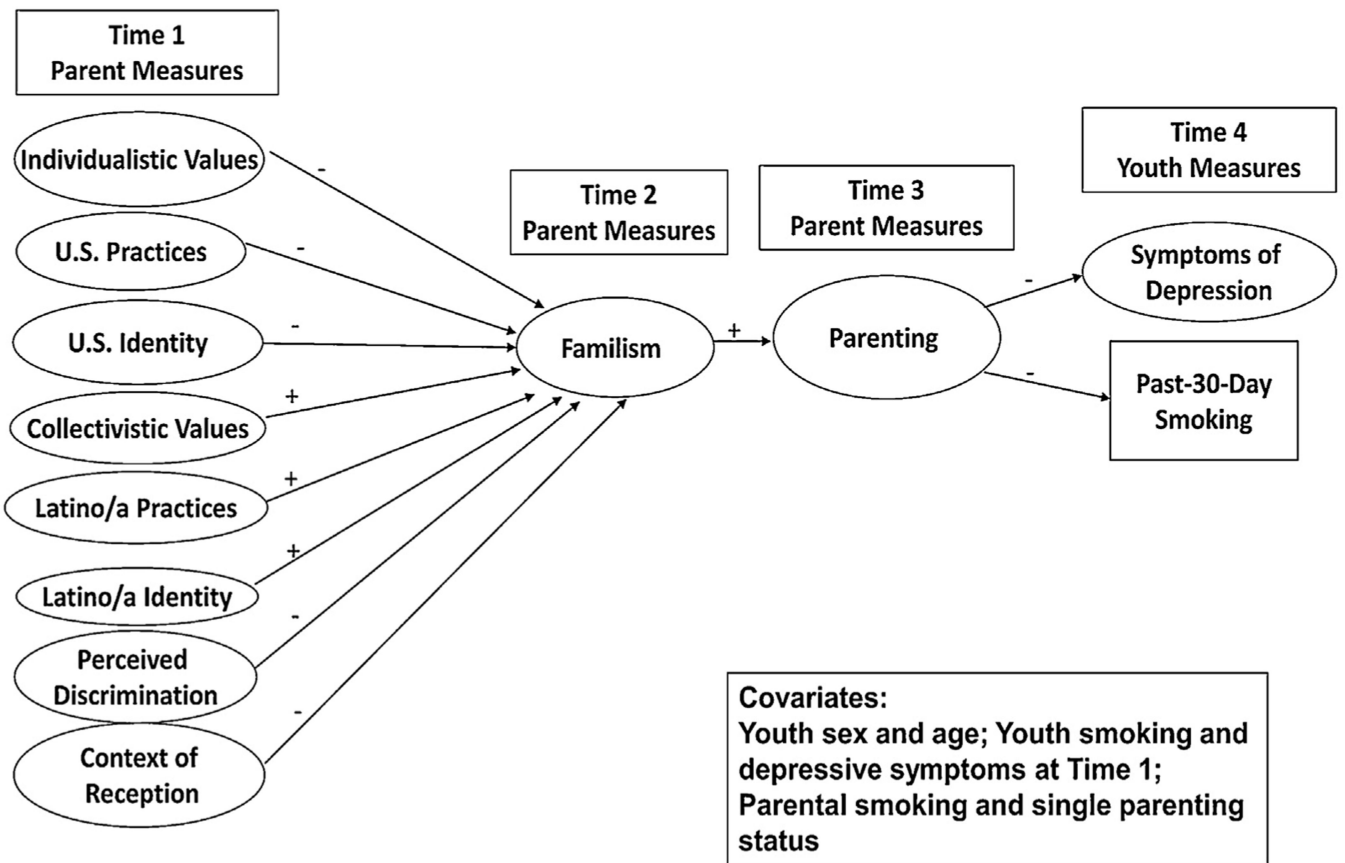 Time 1
Parent Measures
Individualistic Values
-
U.S. Practices
-
U.S. Identity
-
Collectivistic Values
+
Latino/a Practices
+
Latino/a Identity
+
Perceived
Discrimination
-
Context of
Reception
-
Time 2
Parent Measures
Familism
+
Time 3
Parent Measures
Parenting
-
-
Time 4
Youth Measures
Symptoms of
Depression
Past-30-Day
Smoking
Covariates:
Youth sex and age; Youth smoking and
depressive symptoms at Time 1;
Parental smoking and single parenting
status